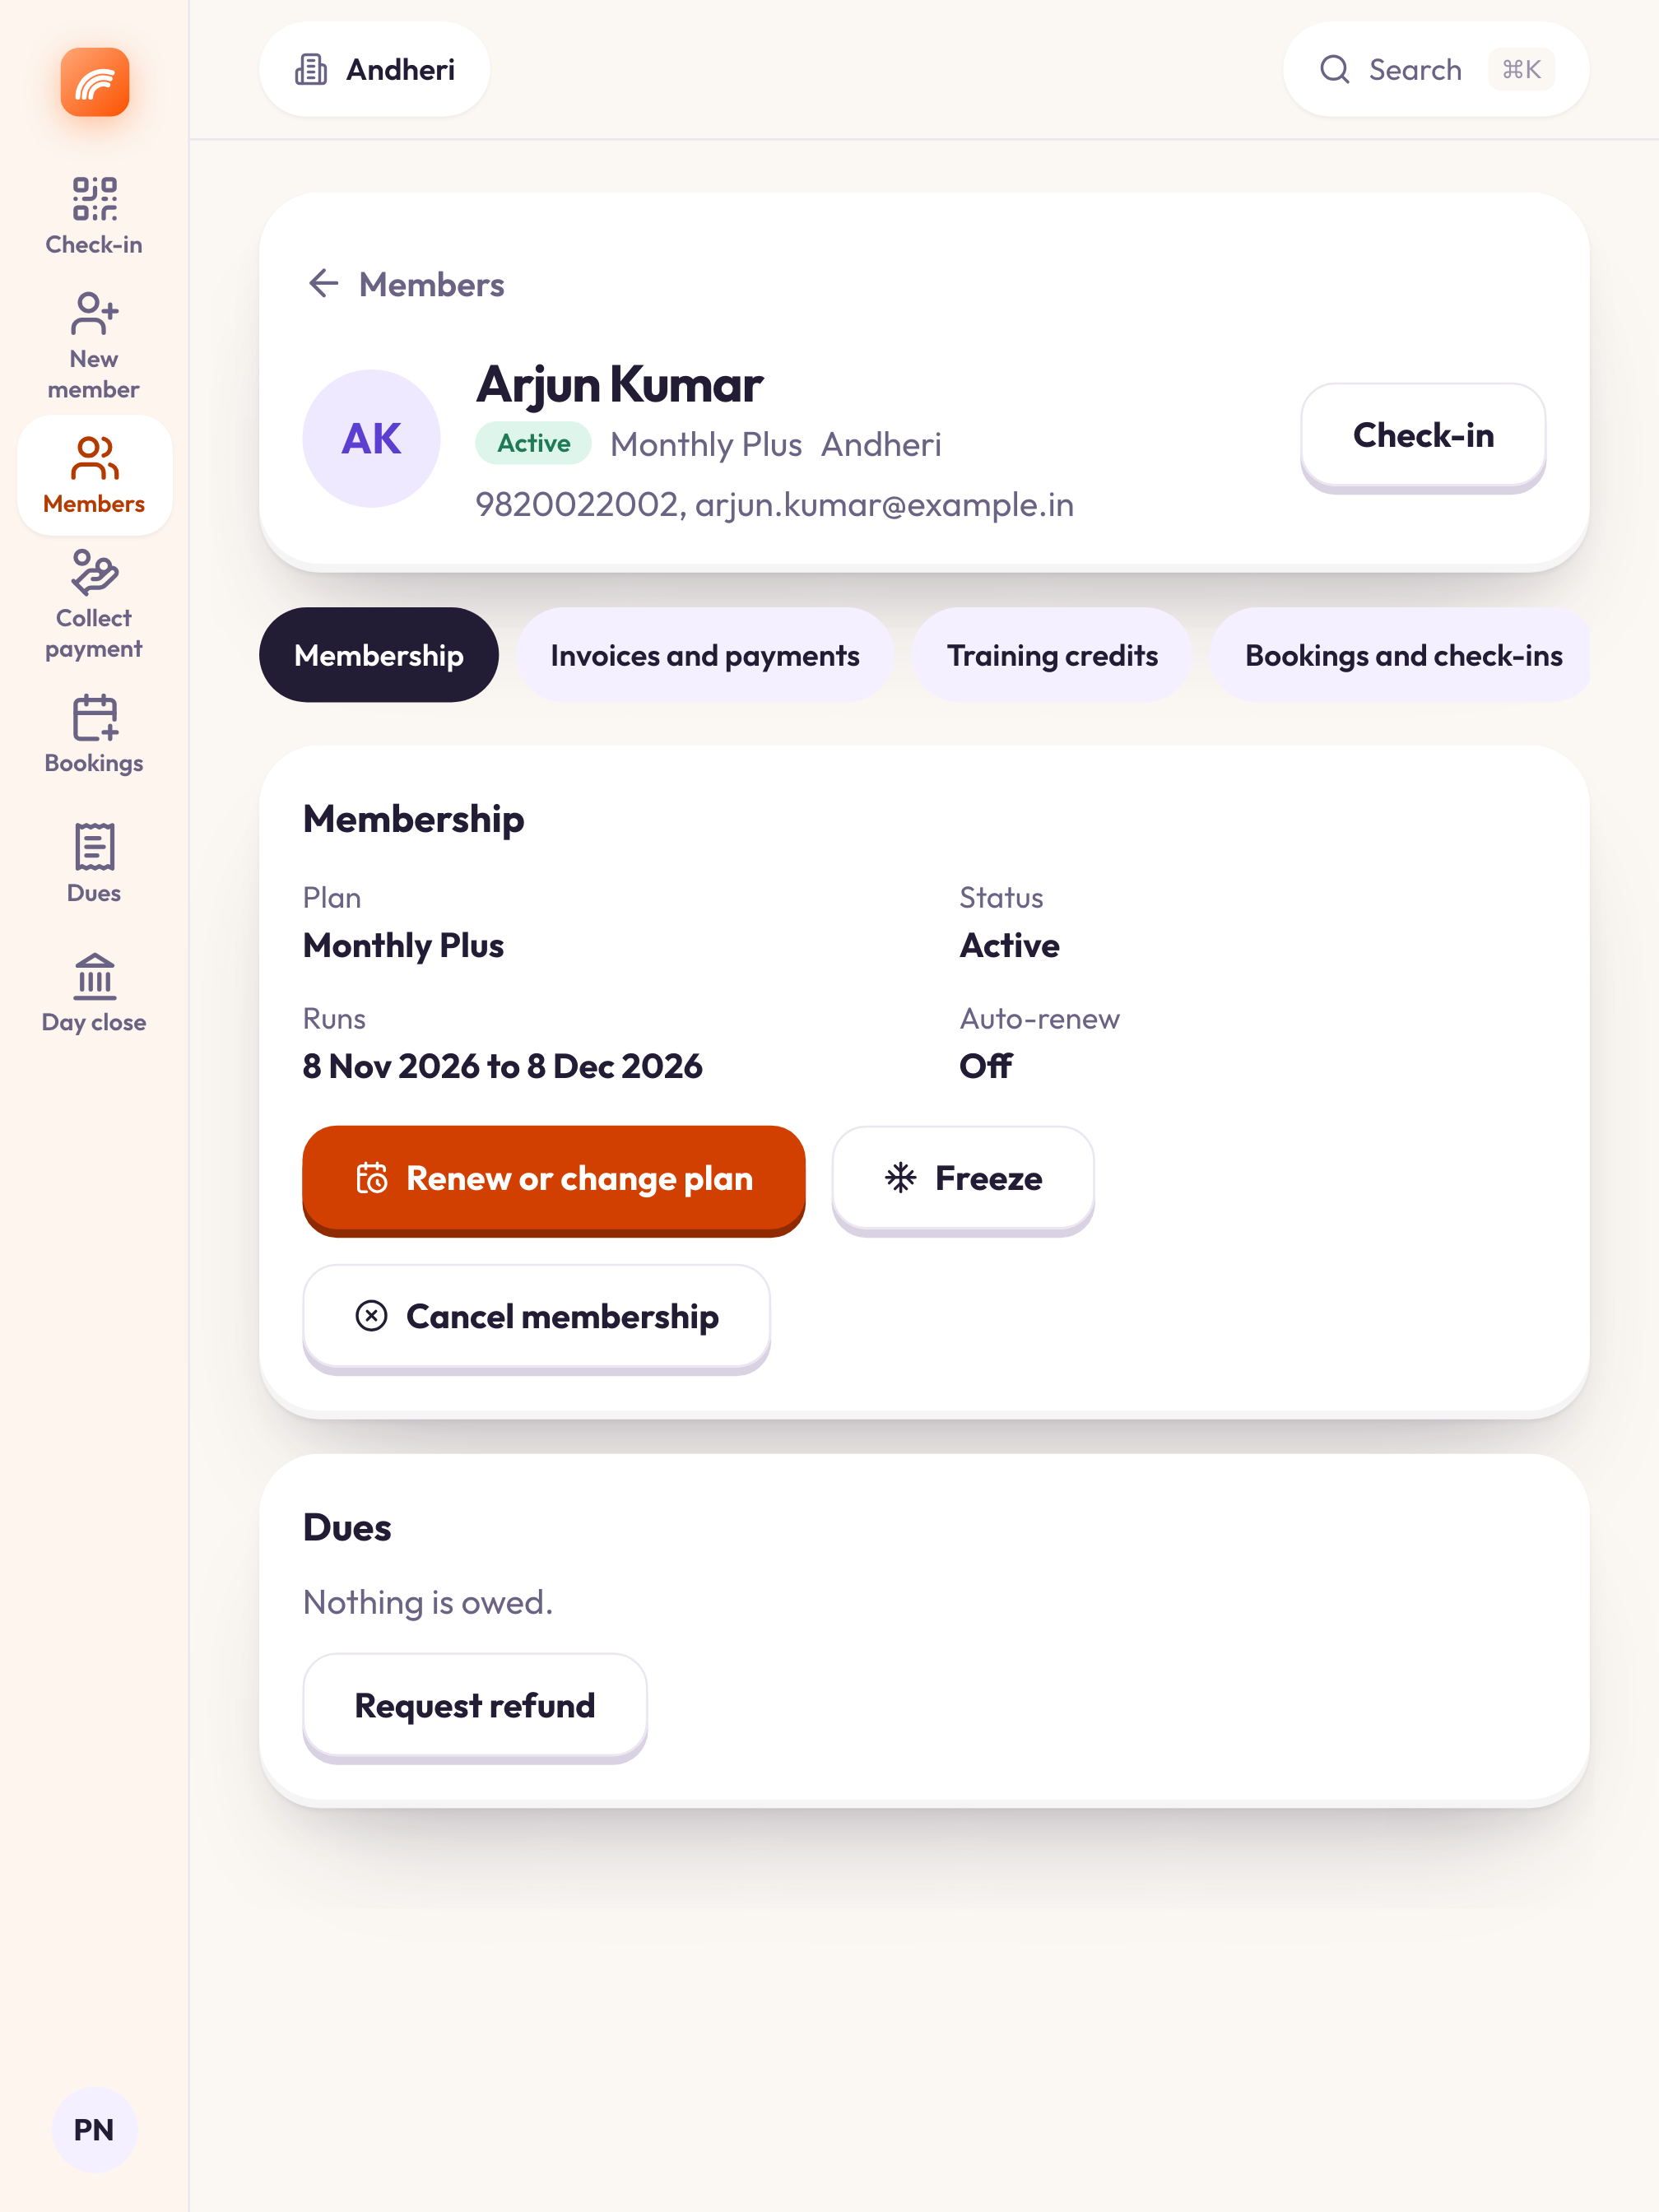 Andheri
Search ⌘K
Check-in
New
member
Members
Collect
payment
Bookings
Dues
Day close
PN
Members
AK
Arjun Kumar
Active Monthly Plus Andheri
9820022002, arjun.kumar@example.in
Check-in
Membership Invoices and payments Training credits Bookings and check-ins
Membership
Plan Status
Monthly Plus Active
Runs Auto-renew
8 Nov 2026 to 8 Dec 2026 Off
Renew or change plan Freeze
Cancel membership
Dues
Nothing is owed.
Request refund